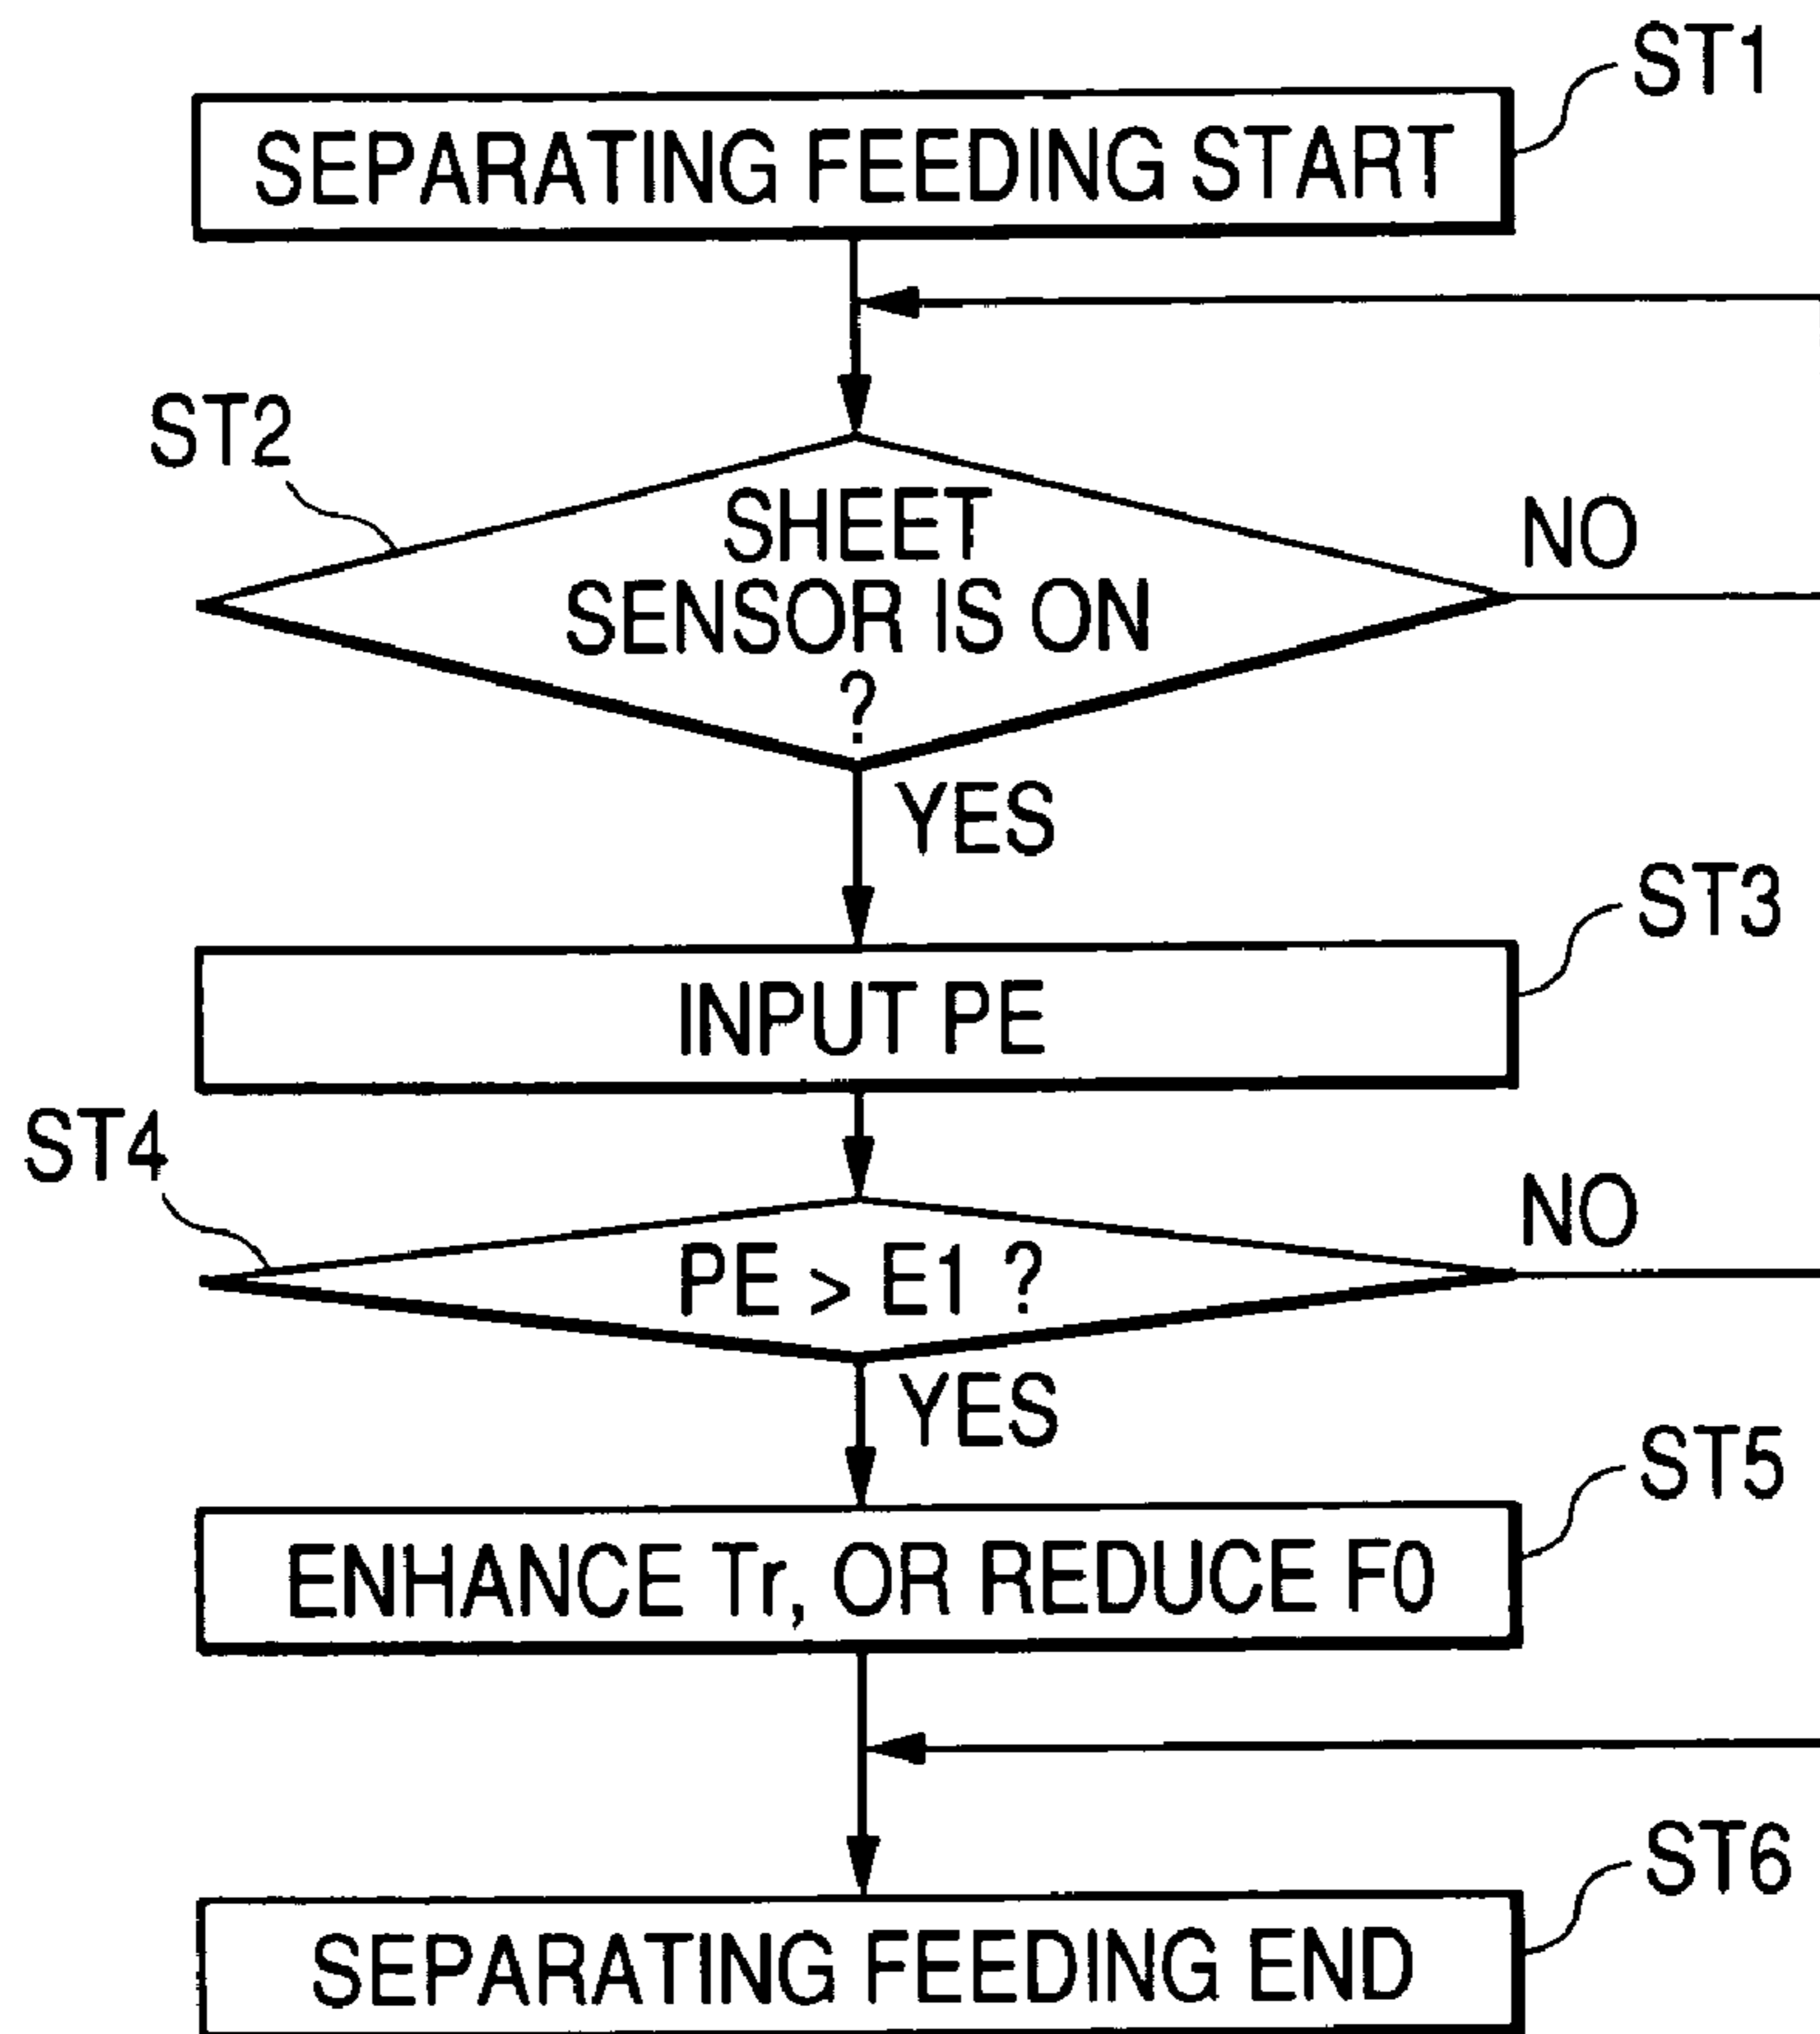 ST1
SEPARATING FEEDING START
ST2
SHEET
SENSOR IS ON
?
NO
YES
ST3
INPUT PE
ST4
PE > E1 ?
NO
YES
ST5
ENHANCE Tr, OR REDUCE F0
ST6
SEPARATING FEEDING END